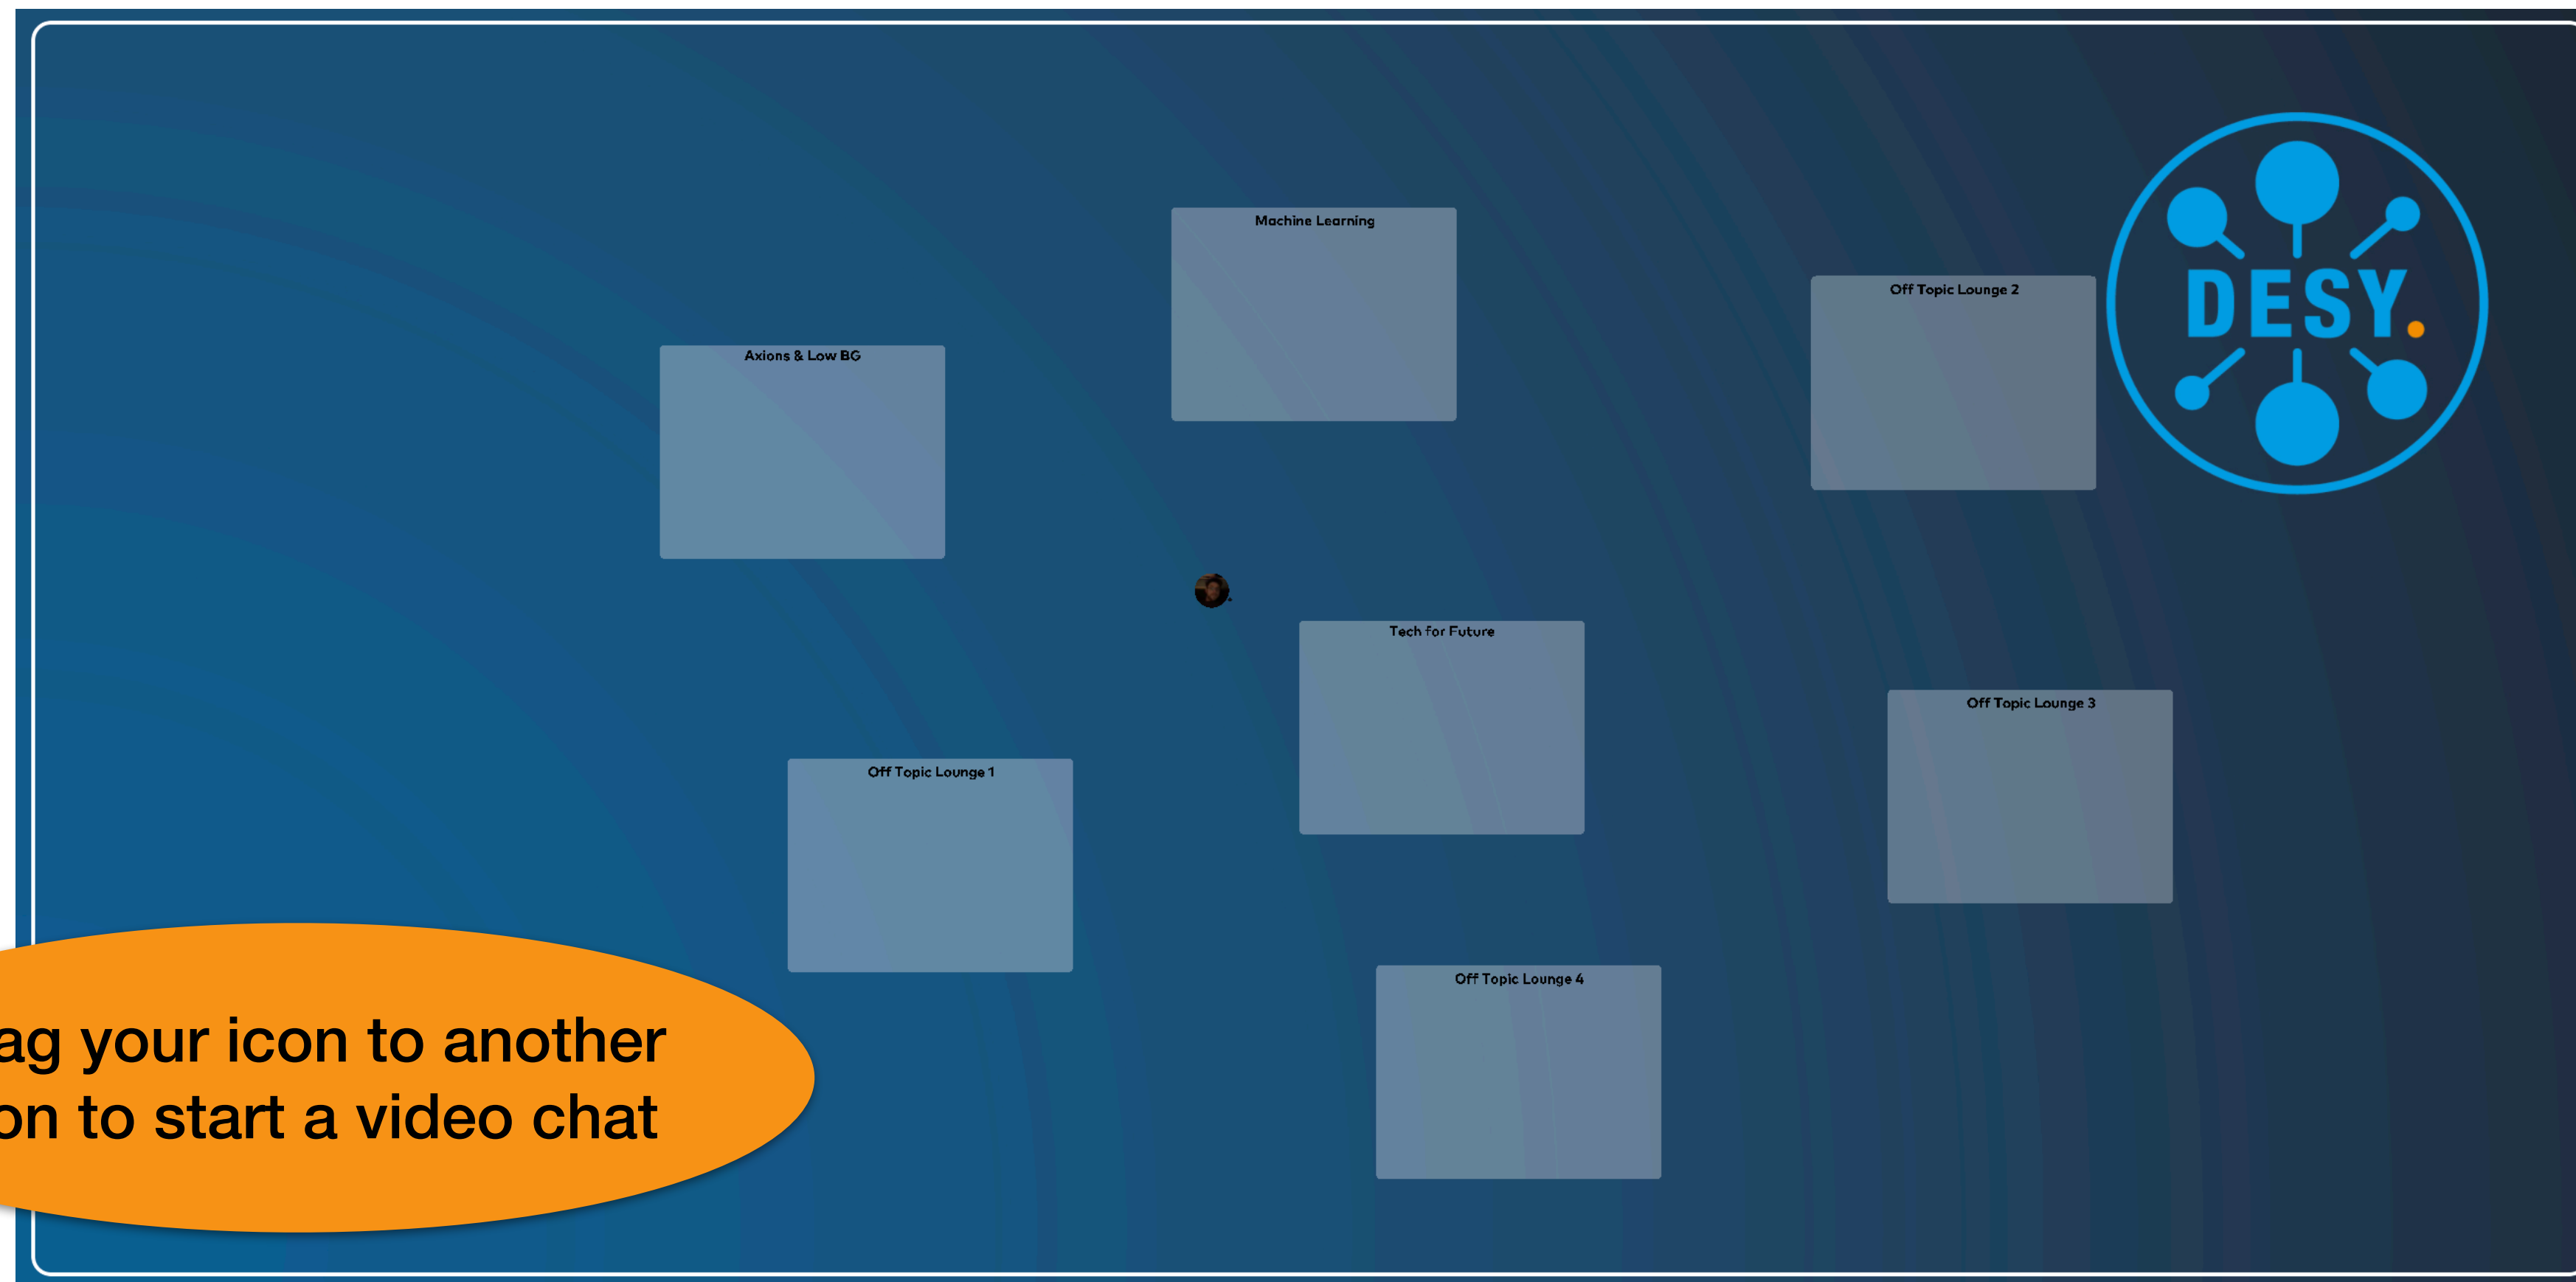 Machine Learning
Off Topic Lounge 2
DESY.
Axions & Low BG
Tech for Future
Off Topic Lounge 3
Off Topic Lounge 1
Off Topic Lounge 4
ag your icon to another
on to start a video chat